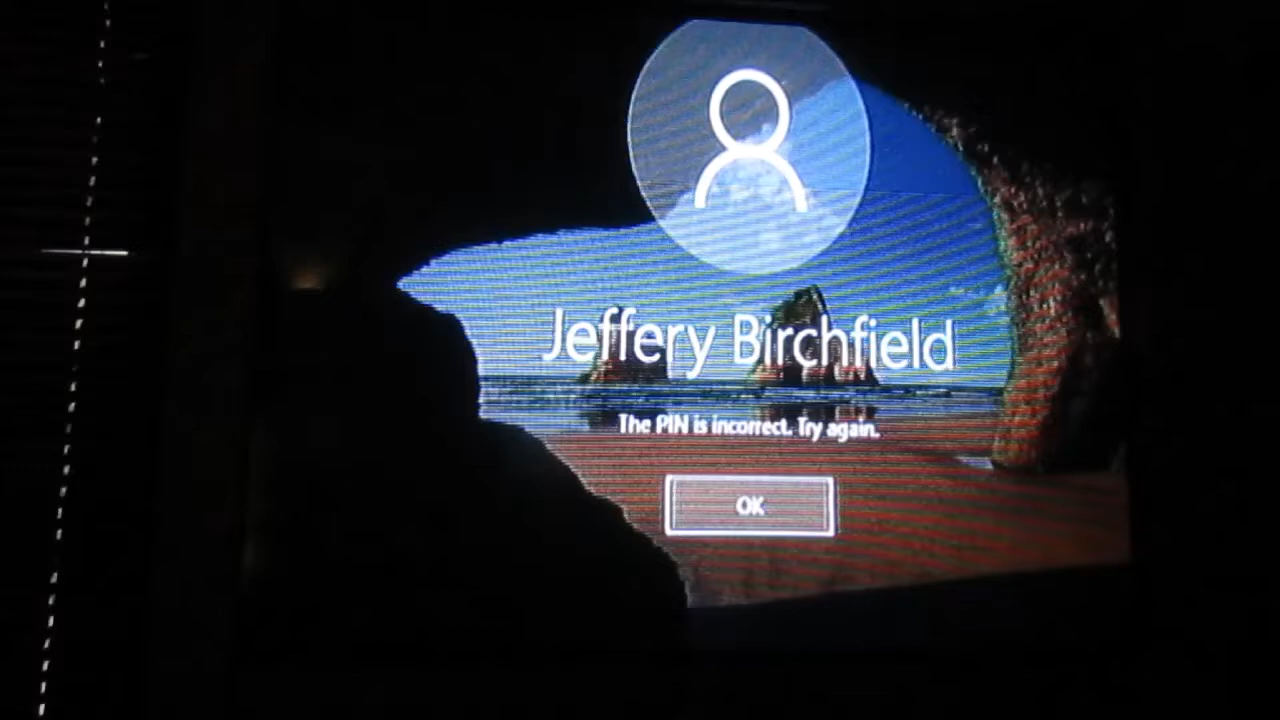 Jeffery Birchfield
The PIN is incorrect. Try again.
OK